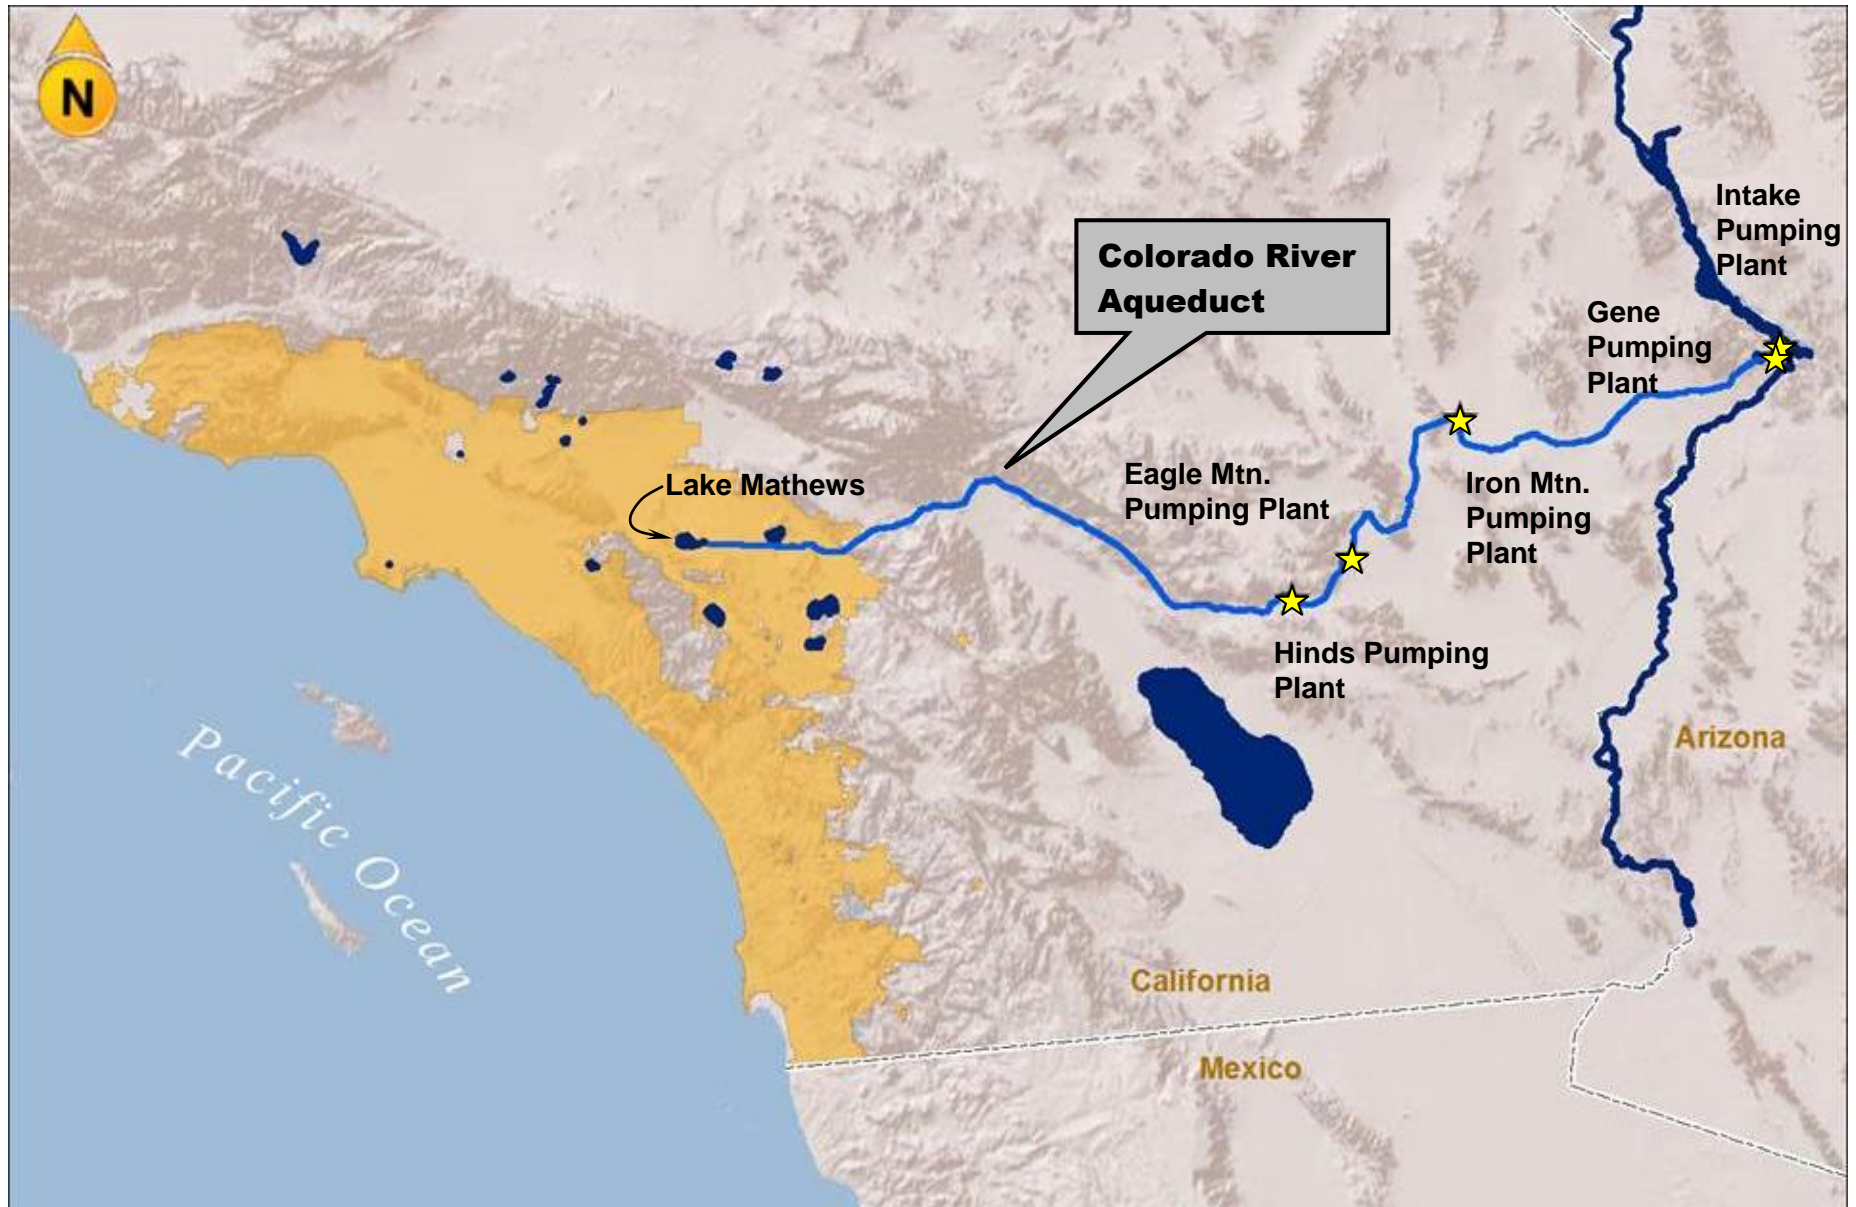 N
Intake
Pumping
Plant
Colorado River
Aqueduct
Gene
Pumping
Plant
Lake Mathews
Eagle Mtn.
Pumping Plant
Iron Mtn.
Pumping
Plant
Hinds Pumping
Plant
Arizona
Pacific Ocean
California
Mexico